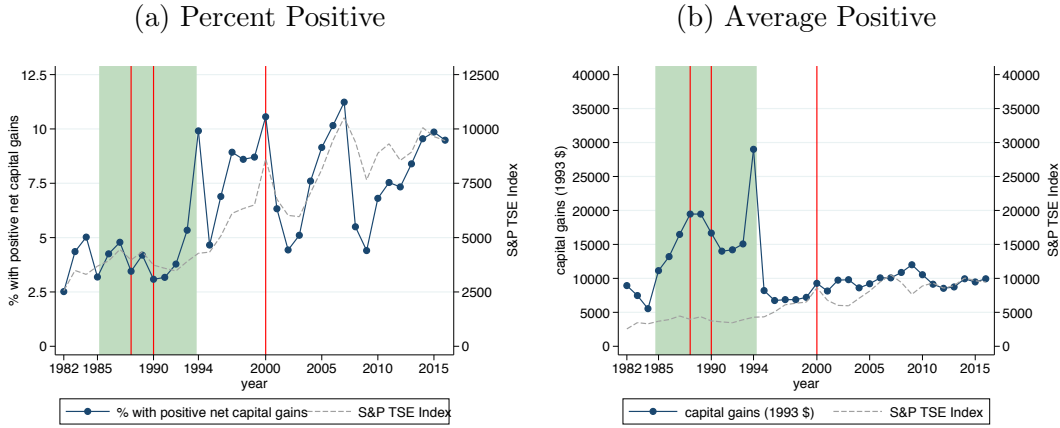 (a) Percent Positive
% with positive net capital gains
12.5
10
7.5
5
2.5
0
12500
10000
7500
5000
2500
0
S&P TSE Index
1982 1985 1990 1994 2000 2005 2010 2015
year
% with positive net capital gains S&P TSE Index
(b) Average Positive
capital gains (1993 $)
40000
35000
30000
25000
20000
15000
10000
5000
0
40000
35000
30000
25000
20000
15000
10000
5000
0
S&P TSE Index
1982 1985 1990 1994 2000 2005 2010 2015
year
capital gains (1993 $) S&P TSE Index